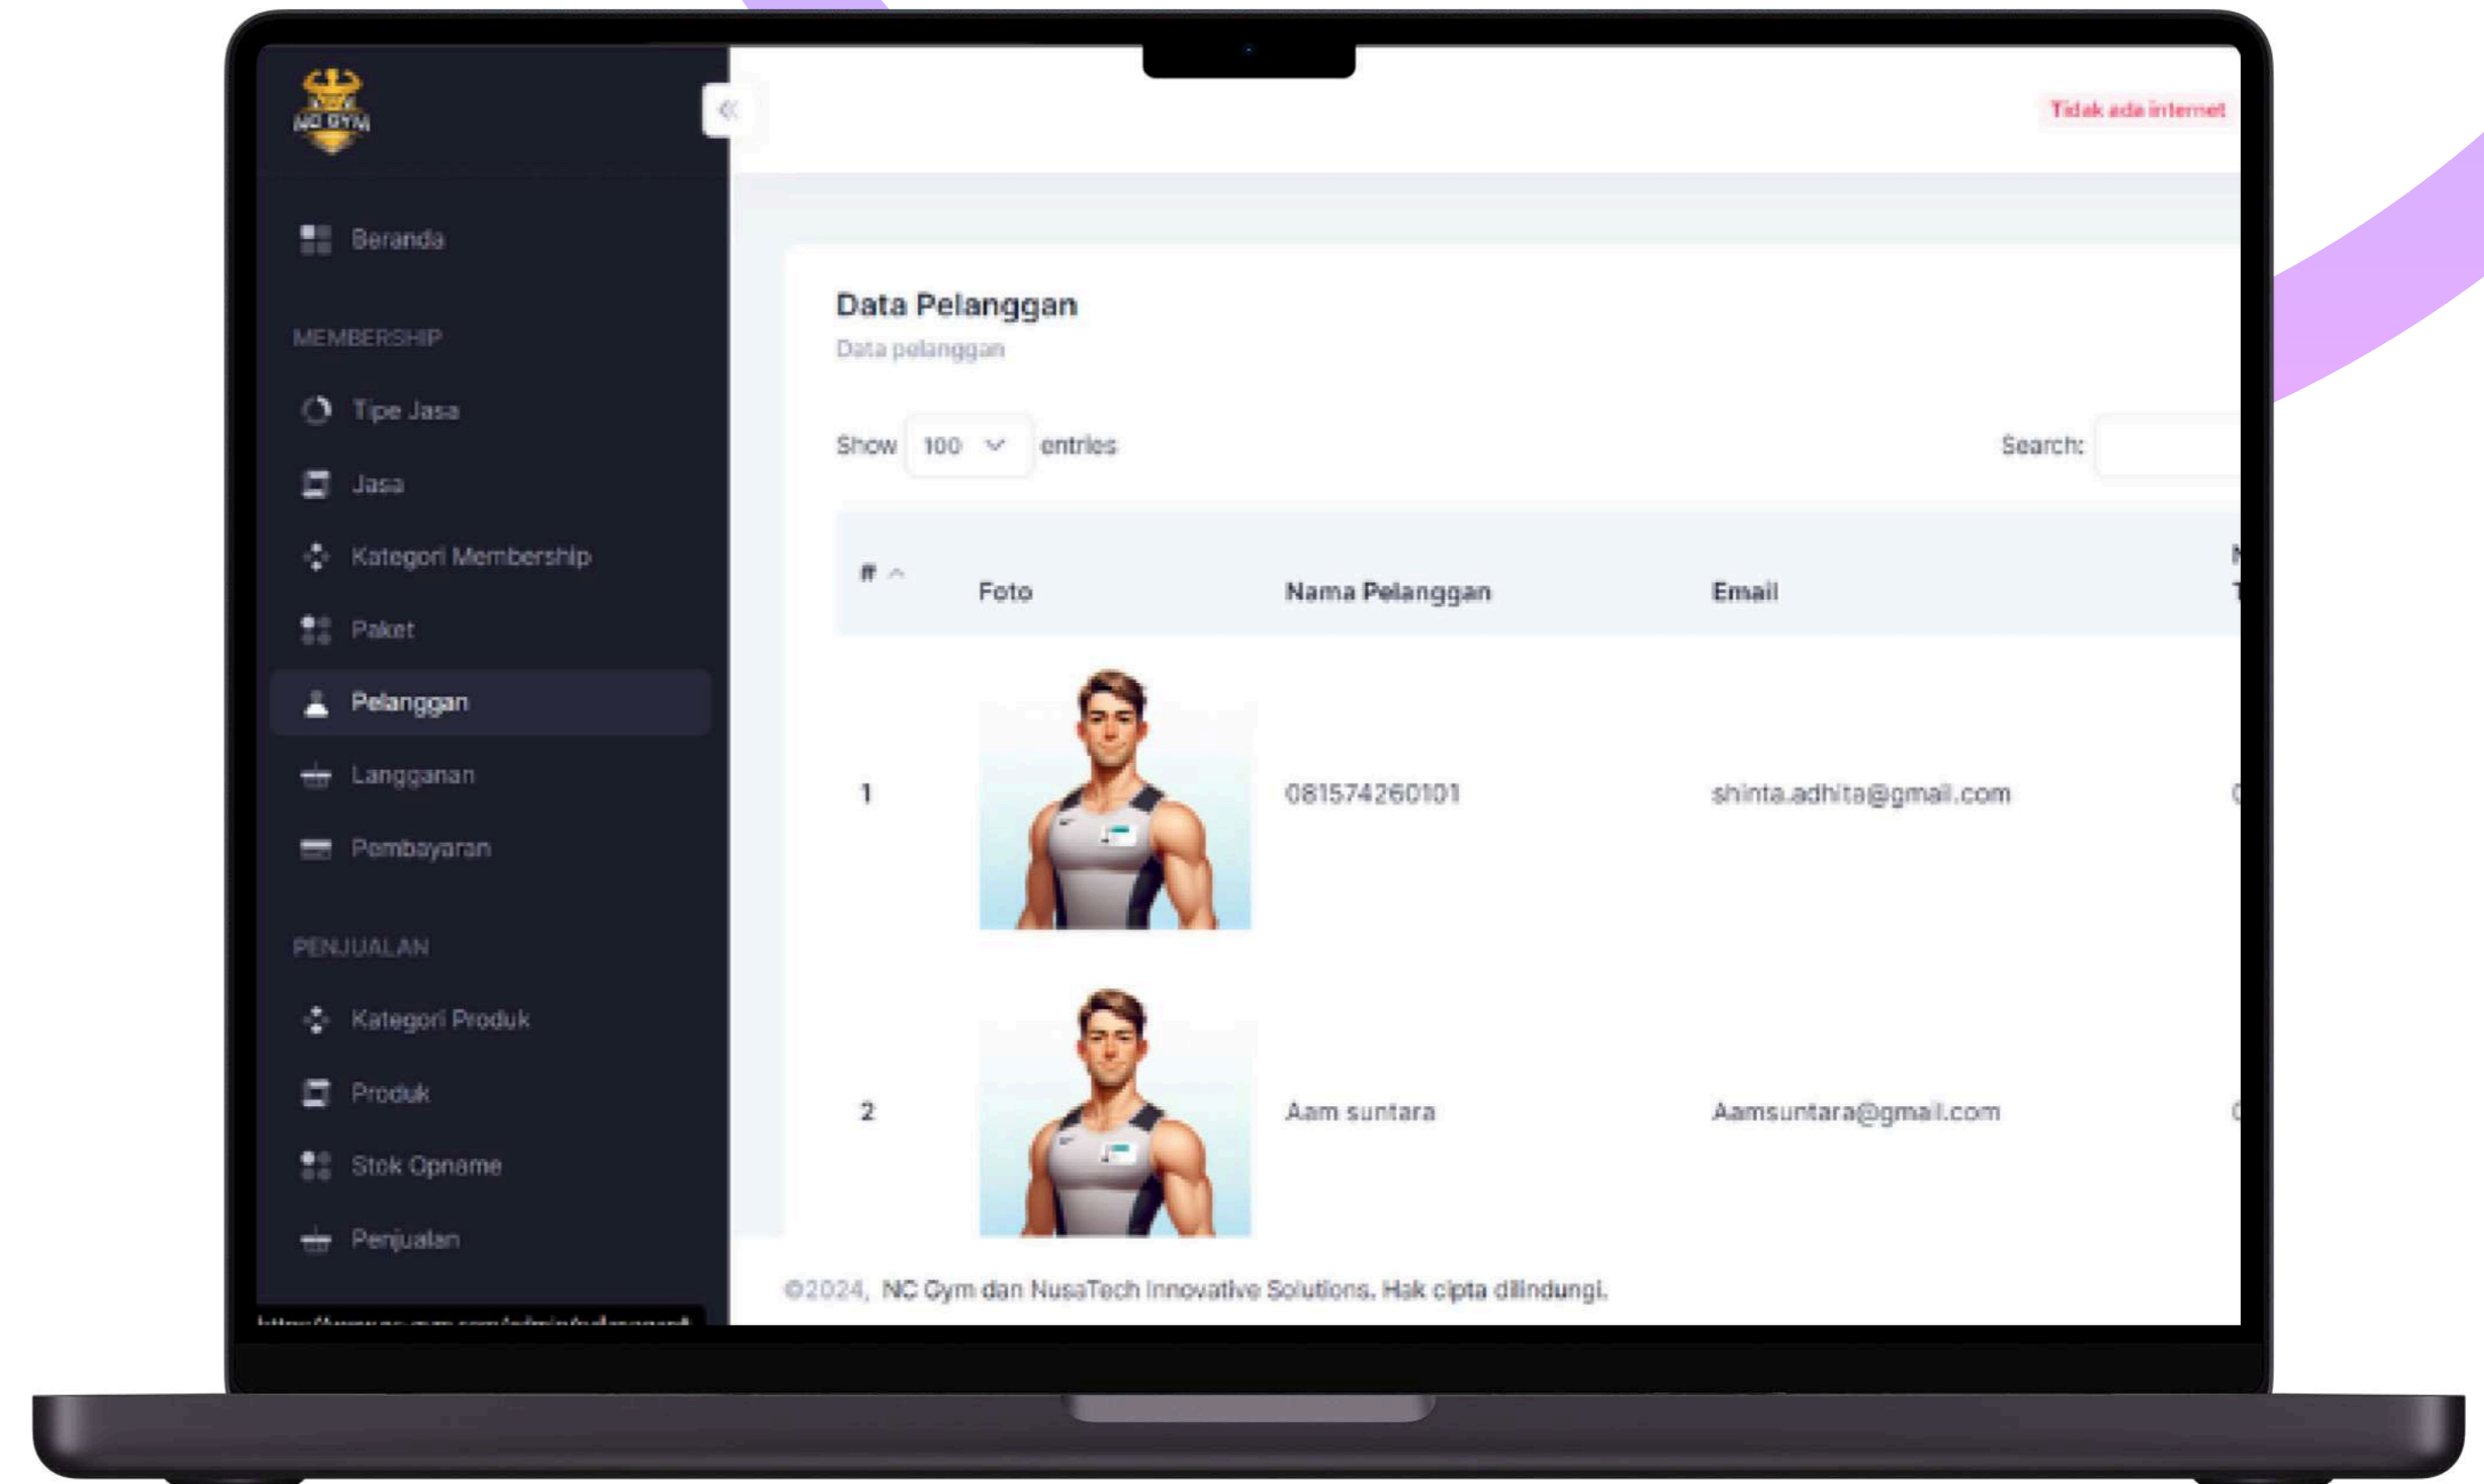 NC GYM
Tidak ada internet
Beranda
MEMBERSHIP
Tipe Jasa
Jasa
Kategori Membership
Paket
Pelanggan
Langganan
Pembayaran
PENJUALAN
Kategori Produk
Produk
Stok Opname
Penjualan
Data Pelanggan
Data pelanggan
Show 100 entries
Search:
# Foto Nama Pelanggan Email
1 081574260101 shinta.adhita@gmail.com
2 Aam suntara Aamsuntara@gmail.com
©2024, NC Gym dan NusaTech Innovative Solutions. Hak cipta dilindungi.